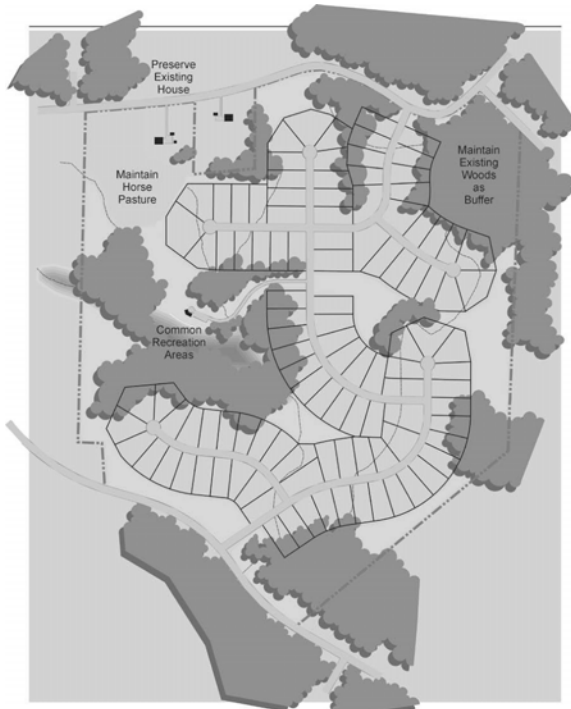 Preserve
Existing
House
Maintain
Horse
Pasture
Maintain
Existing
Woods
as
Buffer
Common
Recreation
Areas